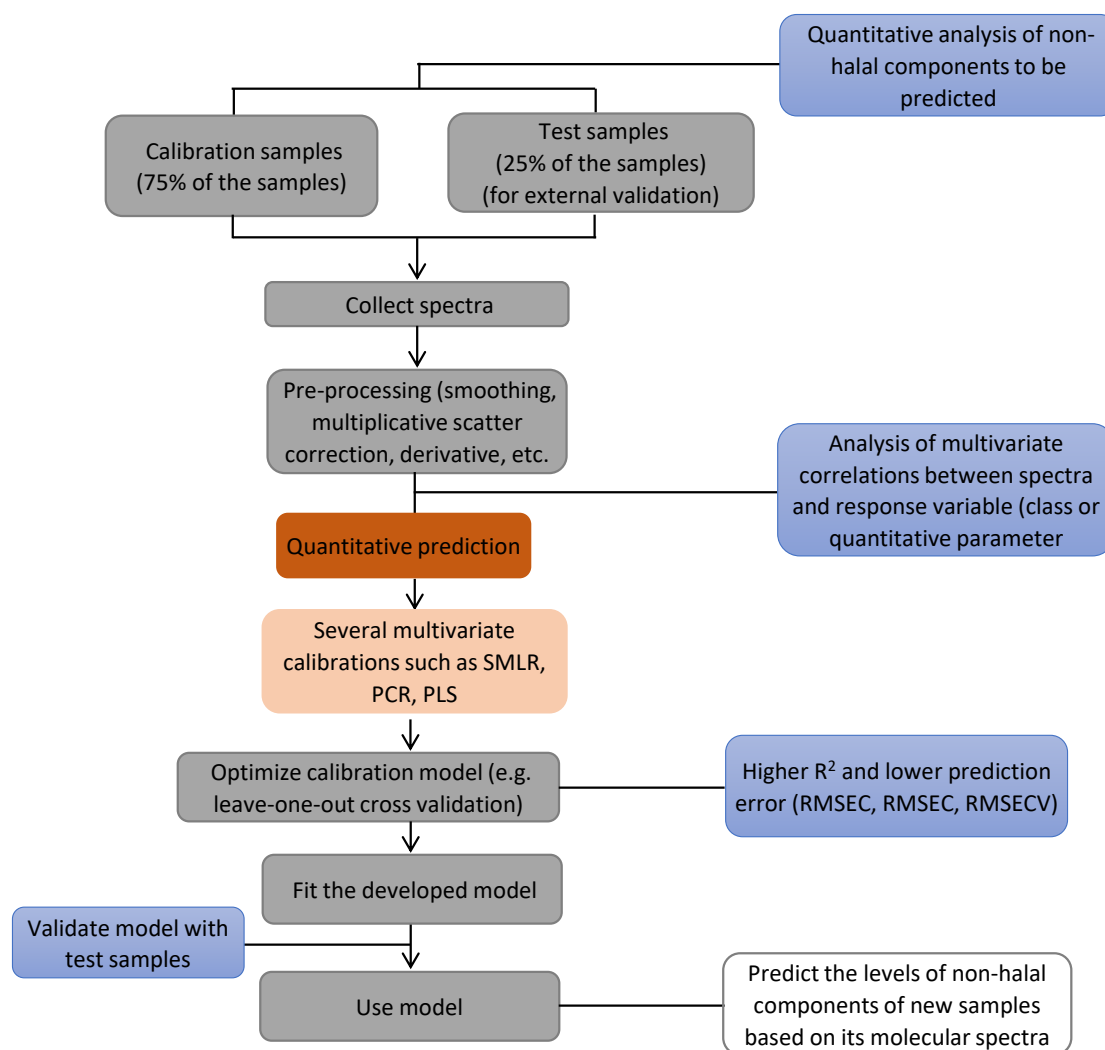 Quantitative analysis of non-
halal components to be
predicted
Calibration samples
(75% of the samples)
Test samples
(25% of the samples)
(for external validation)
Collect spectra
Pre-processing (smoothing,
multiplicative scatter
correction, derivative, etc.
Analysis of multivariate
correlations between spectra
and response variable (class or
quantitative parameter
Quantitative prediction
Several multivariate
calibrations such as SMLR,
PCR, PLS
Optimize calibration model (e.g.
leave-one-out cross validation)
Higher R² and lower prediction
error (RMSEC, RMSEC, RMSECV)
Fit the developed model
Validate model with
test samples
Use model
Predict the levels of non-halal
components of new samples
based on its molecular spectra